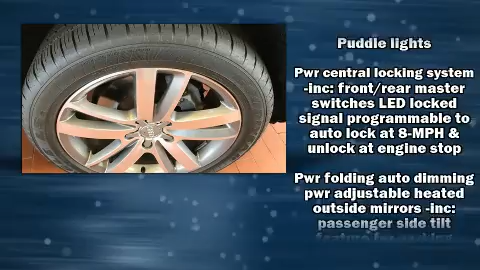 Puddle lights
Pwr central locking system
-inc: front/rear master
switches LED locked
signal programmable to
auto lock at 8-MPH &
unlock at engine stop
Pwr folding auto dimming
pwr adjustable heated
outside mirrors -inc:
passenger side tilt